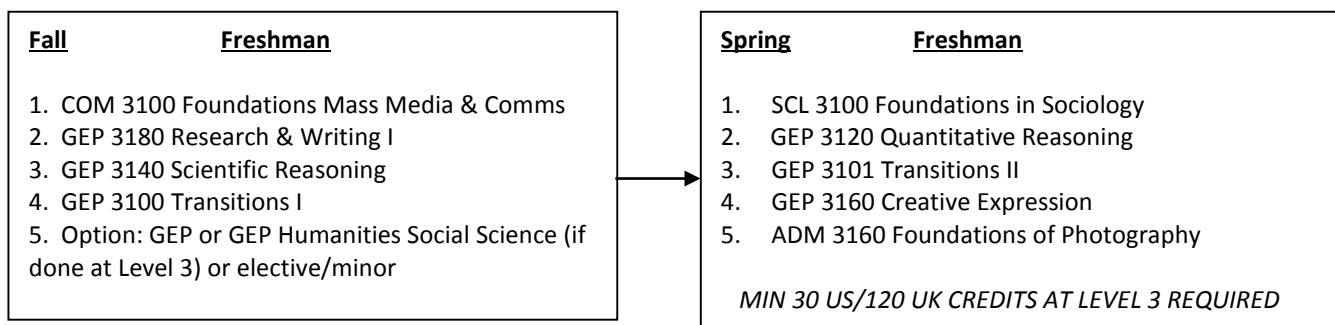 Fall Freshman
1. COM 3100 Foundations Mass Media & Comms
2. GEP 3180 Research & Writing I
3. GEP 3140 Scientific Reasoning
4. GEP 3100 Transitions I
5. Option: GEP or GEP Humanities Social Science (if
done at Level 3) or elective/minor
Spring Freshman
1. SCL 3100 Foundations in Sociology
2. GEP 3120 Quantitative Reasoning
3. GEP 3101 Transitions II
4. GEP 3160 Creative Expression
5. ADM 3160 Foundations of Photography
MIN 30 US/120 UK CREDITS AT LEVEL 3 REQUIRED